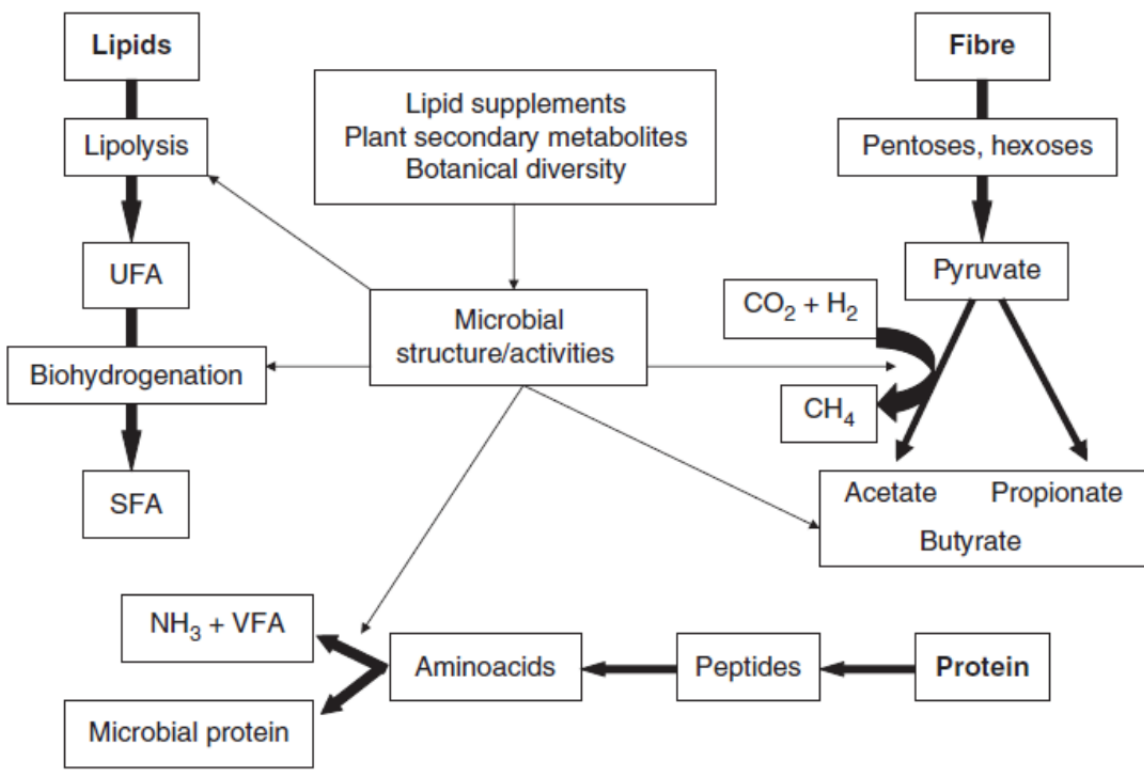 Lipids
Fibre
Lipid supplements
Plant secondary metabolites
Botanical diversity
Lipolysis
Pentoses, hexoses
UFA
Pyruvate
CO₂ + H₂
Microbial
structure/activities
Biohydrogenation
CH₄
SFA
Acetate Propionate
Butyrate
NH₃ + VFA
Aminoacids
Peptides
Protein
Microbial protein